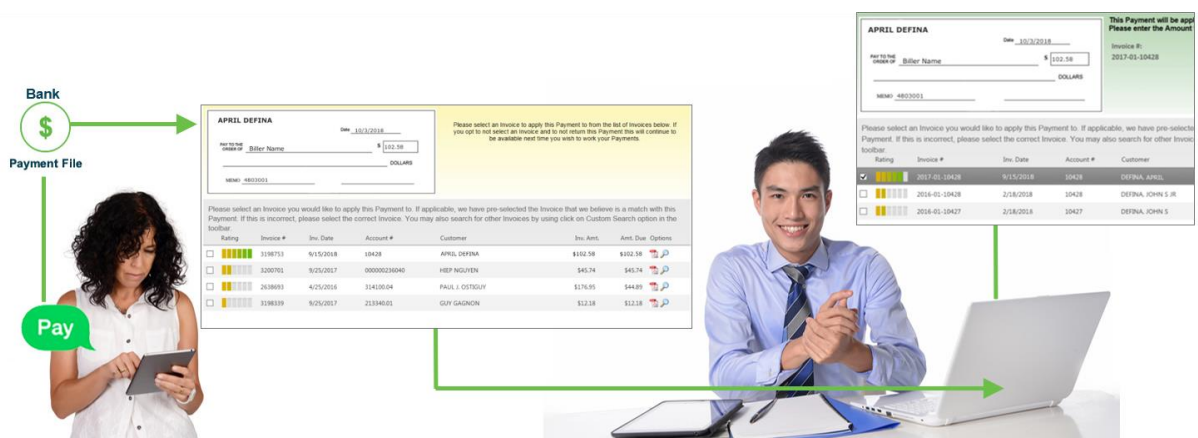 Bank
$
Payment File
Pay
APRIL DEFINA
Date 10/3/2018
PAY TO THE
ORDER OF Biller Name $ 102.58
DOLLARS
MEMO 4803001
Please select an Invoice to apply this Payment to from the list of Invoices below. If
you opt to not select an Invoice and to not return this Payment this will continue to
be available next time you wish to work your Payments.
Please select an Invoice you would like to apply this Payment to. If applicable, we have pre-selected the Invoice that we believe is a match with this
Payment. If this is incorrect, please select the correct Invoice. You may also search for other Invoices by using click on Custom Search option in the
toolbar.
Rating Invoice # Inv. Date Account # Customer Inv. Amt. Amt. Due Options
3198753 9/15/2018 10428 APRIL DEFINA $102.58 $102.58
3200701 9/25/2017 000000236040 HIEP NGUYEN $45.74 $45.74
2638693 4/25/2016 314100.04 PAUL J. OSTIGUY $176.95 $44.89
3198339 9/25/2017 213340.01 GUY GAGNON $12.18 $12.18
APRIL DEFINA
Date 10/3/2018
PAY TO THE
ORDER OF Biller Name $ 102.58
DOLLARS
MEMO 4803001
This Payment will be appl
Please enter the Amount
Invoice #:
2017-01-10428
Please select an Invoice you would like to apply this Payment to. If applicable, we have pre-selecte
Payment. If this is incorrect, please select the correct Invoice. You may also search for other Invoic
toolbar.
Rating Invoice # Inv. Date Account # Customer
2017-01-10428 9/15/2018 10428 DEFINA, APRIL
2016-01-10428 2/18/2018 10428 DEFINA, JOHN S JR
2016-01-10427 2/18/2018 10427 DEFINA, JOHN S